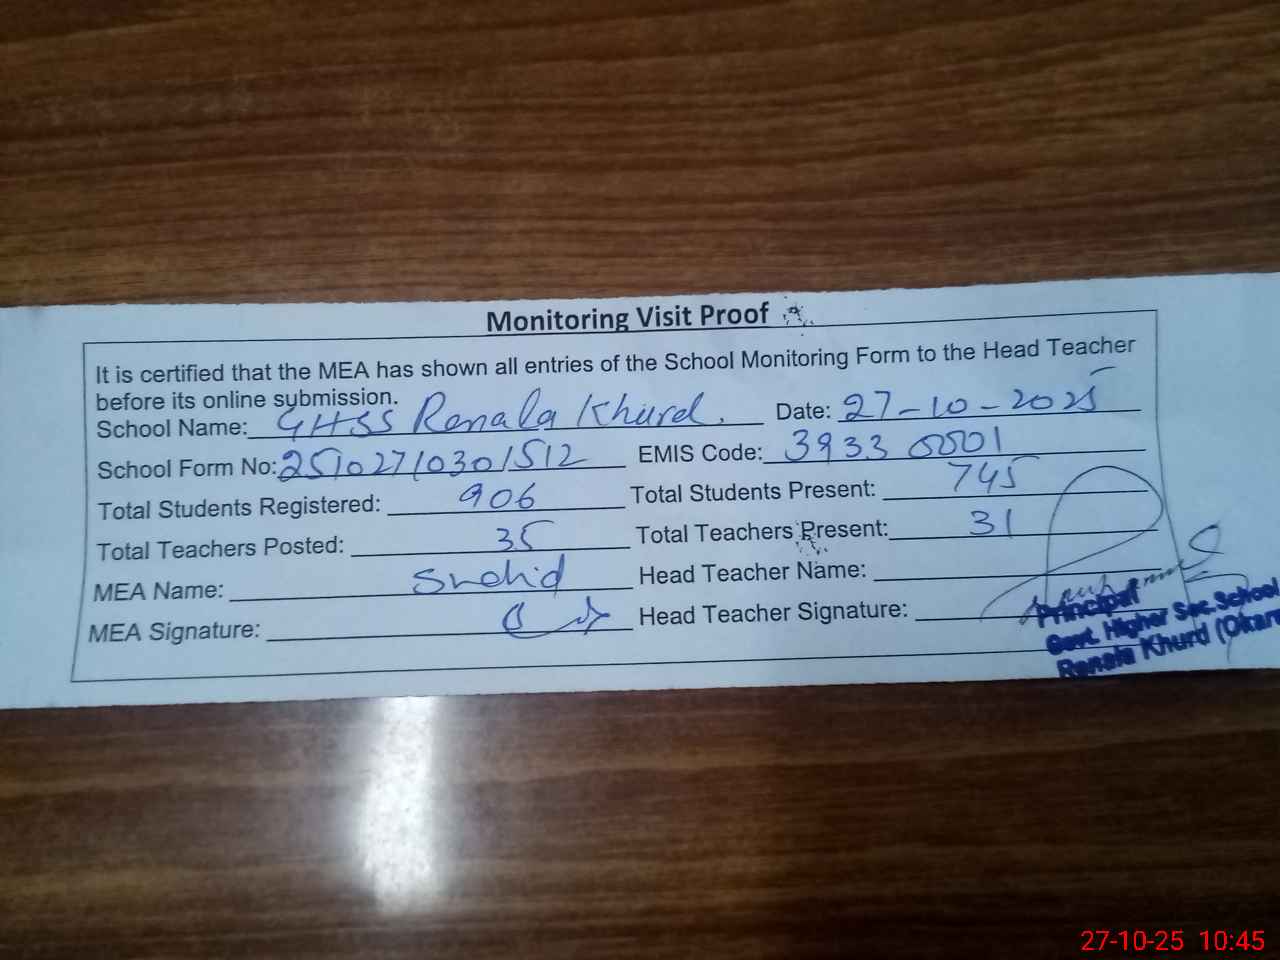 Monitoring Visit Proof
It is certified that the MEA has shown all entries of the School Monitoring Form to the Head Teacher
before its online submission.
School Name: GHSS Renala Khurd. Date: 27-10-2025
School Form No: 25102710301512 EMIS Code: 39330001
Total Students Registered: 906 Total Students Present: 745
Total Teachers Posted: 35 Total Teachers Present: 31
MEA Name: Shahid Head Teacher Name:
MEA Signature: Head Teacher Signature:
Principal
Govt. Higher Sec. School
Renala Khurd (Okara
27-10-25 10:45